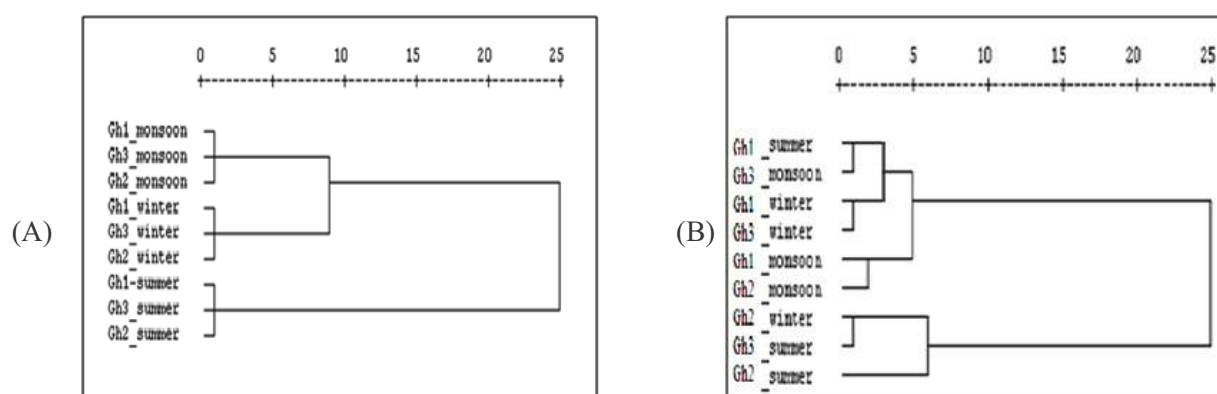 (A)
0 5 10 15 20 25
Gh1_monsoon
Gh3_monsoon
Gh2_monsoon
Gh1_winter
Gh3_winter
Gh2_winter
Gh1-summer
Gh3_summer
Gh2_summer
(B)
0 5 10 15 20 25
Gh1_summer
Gh3_monsoon
Gh1_winter
Gh3_winter
Gh1_monsoon
Gh2_monsoon
Gh2_winter
Gh3_summer
Gh2_summer